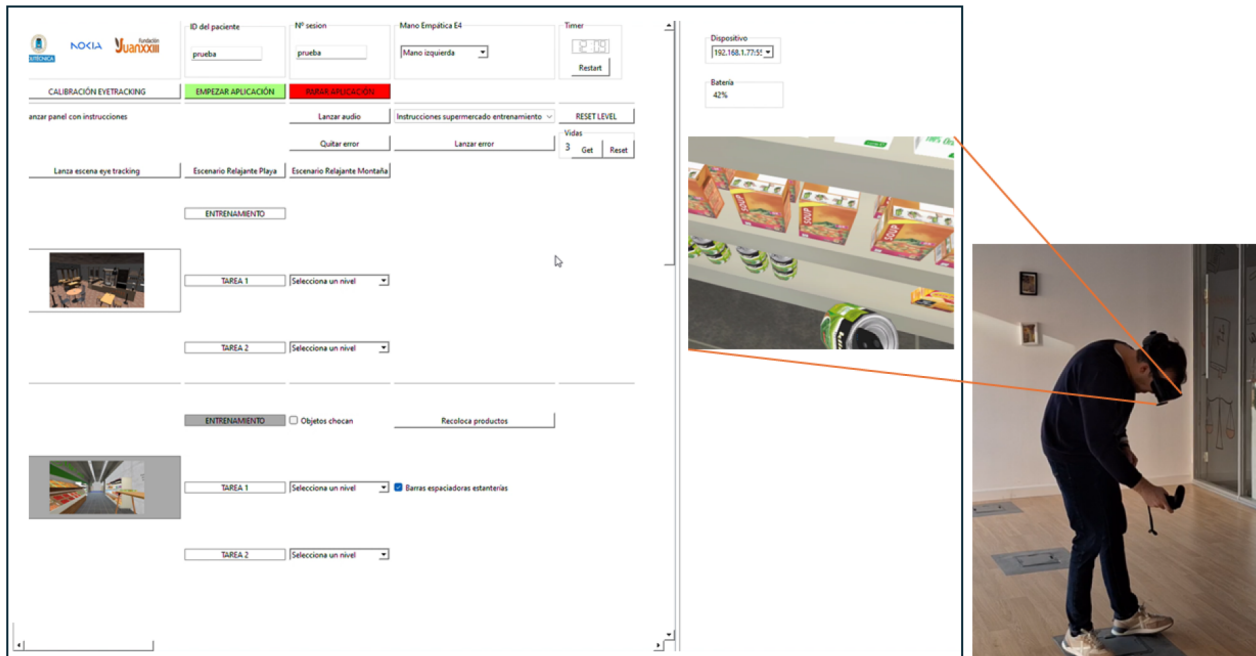 ID del paciente
Nº sesion
Mano Empática E4
Timer
NOKIA
Fundación
Juanxxiii
prueba
prueba
Mano izquierda
12:09
Restart
CALIBRACIÓN EYETRACKING
EMPEZAR APLICACIÓN
PARAR APLICACIÓN
anzar panel con instrucciones
Lanzar audio
Instrucciones supermercado entrenamiento
RESET LEVEL
Vidas
Quitar error
Lanzar error
3
Get
Reset
Lanza escena eye tracking
Escenario Relajante Playa
Escenario Relajante Montaña
ENTRENAMIENTO
TAREA 1
Selecciona un nivel
TAREA 2
Selecciona un nivel
ENTRENAMIENTO
Objetos chocan
Recoloca productos
TAREA 1
Selecciona un nivel
Barras espaciadoras estanterías
TAREA 2
Selecciona un nivel
Dispositivo
192.168.1.77:5
Batería
42%
SOUP
SOUP
SOUP